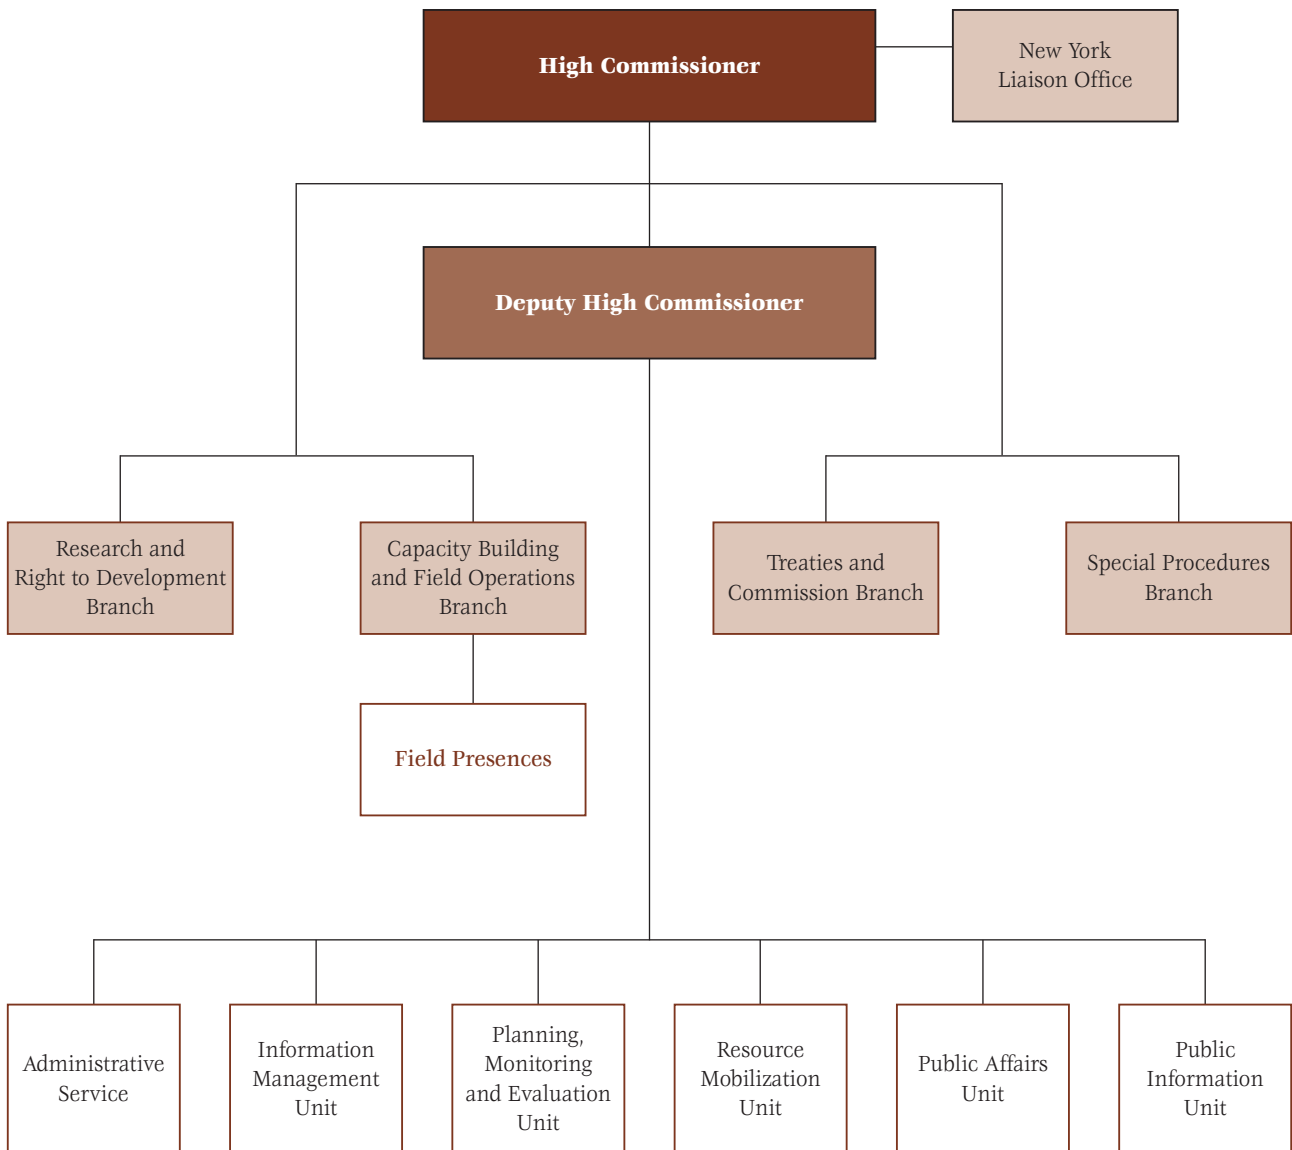 High Commissioner
New York
Liaison Office
Deputy High Commissioner
Research and
Right to Development
Branch
Capacity Building
and Field Operations
Branch
Treaties and
Commission Branch
Special Procedures
Branch
Field Presences
Administrative
Service
Information
Management
Unit
Planning,
Monitoring
and Evaluation
Unit
Resource
Mobilization
Unit
Public Affairs
Unit
Public
Information
Unit